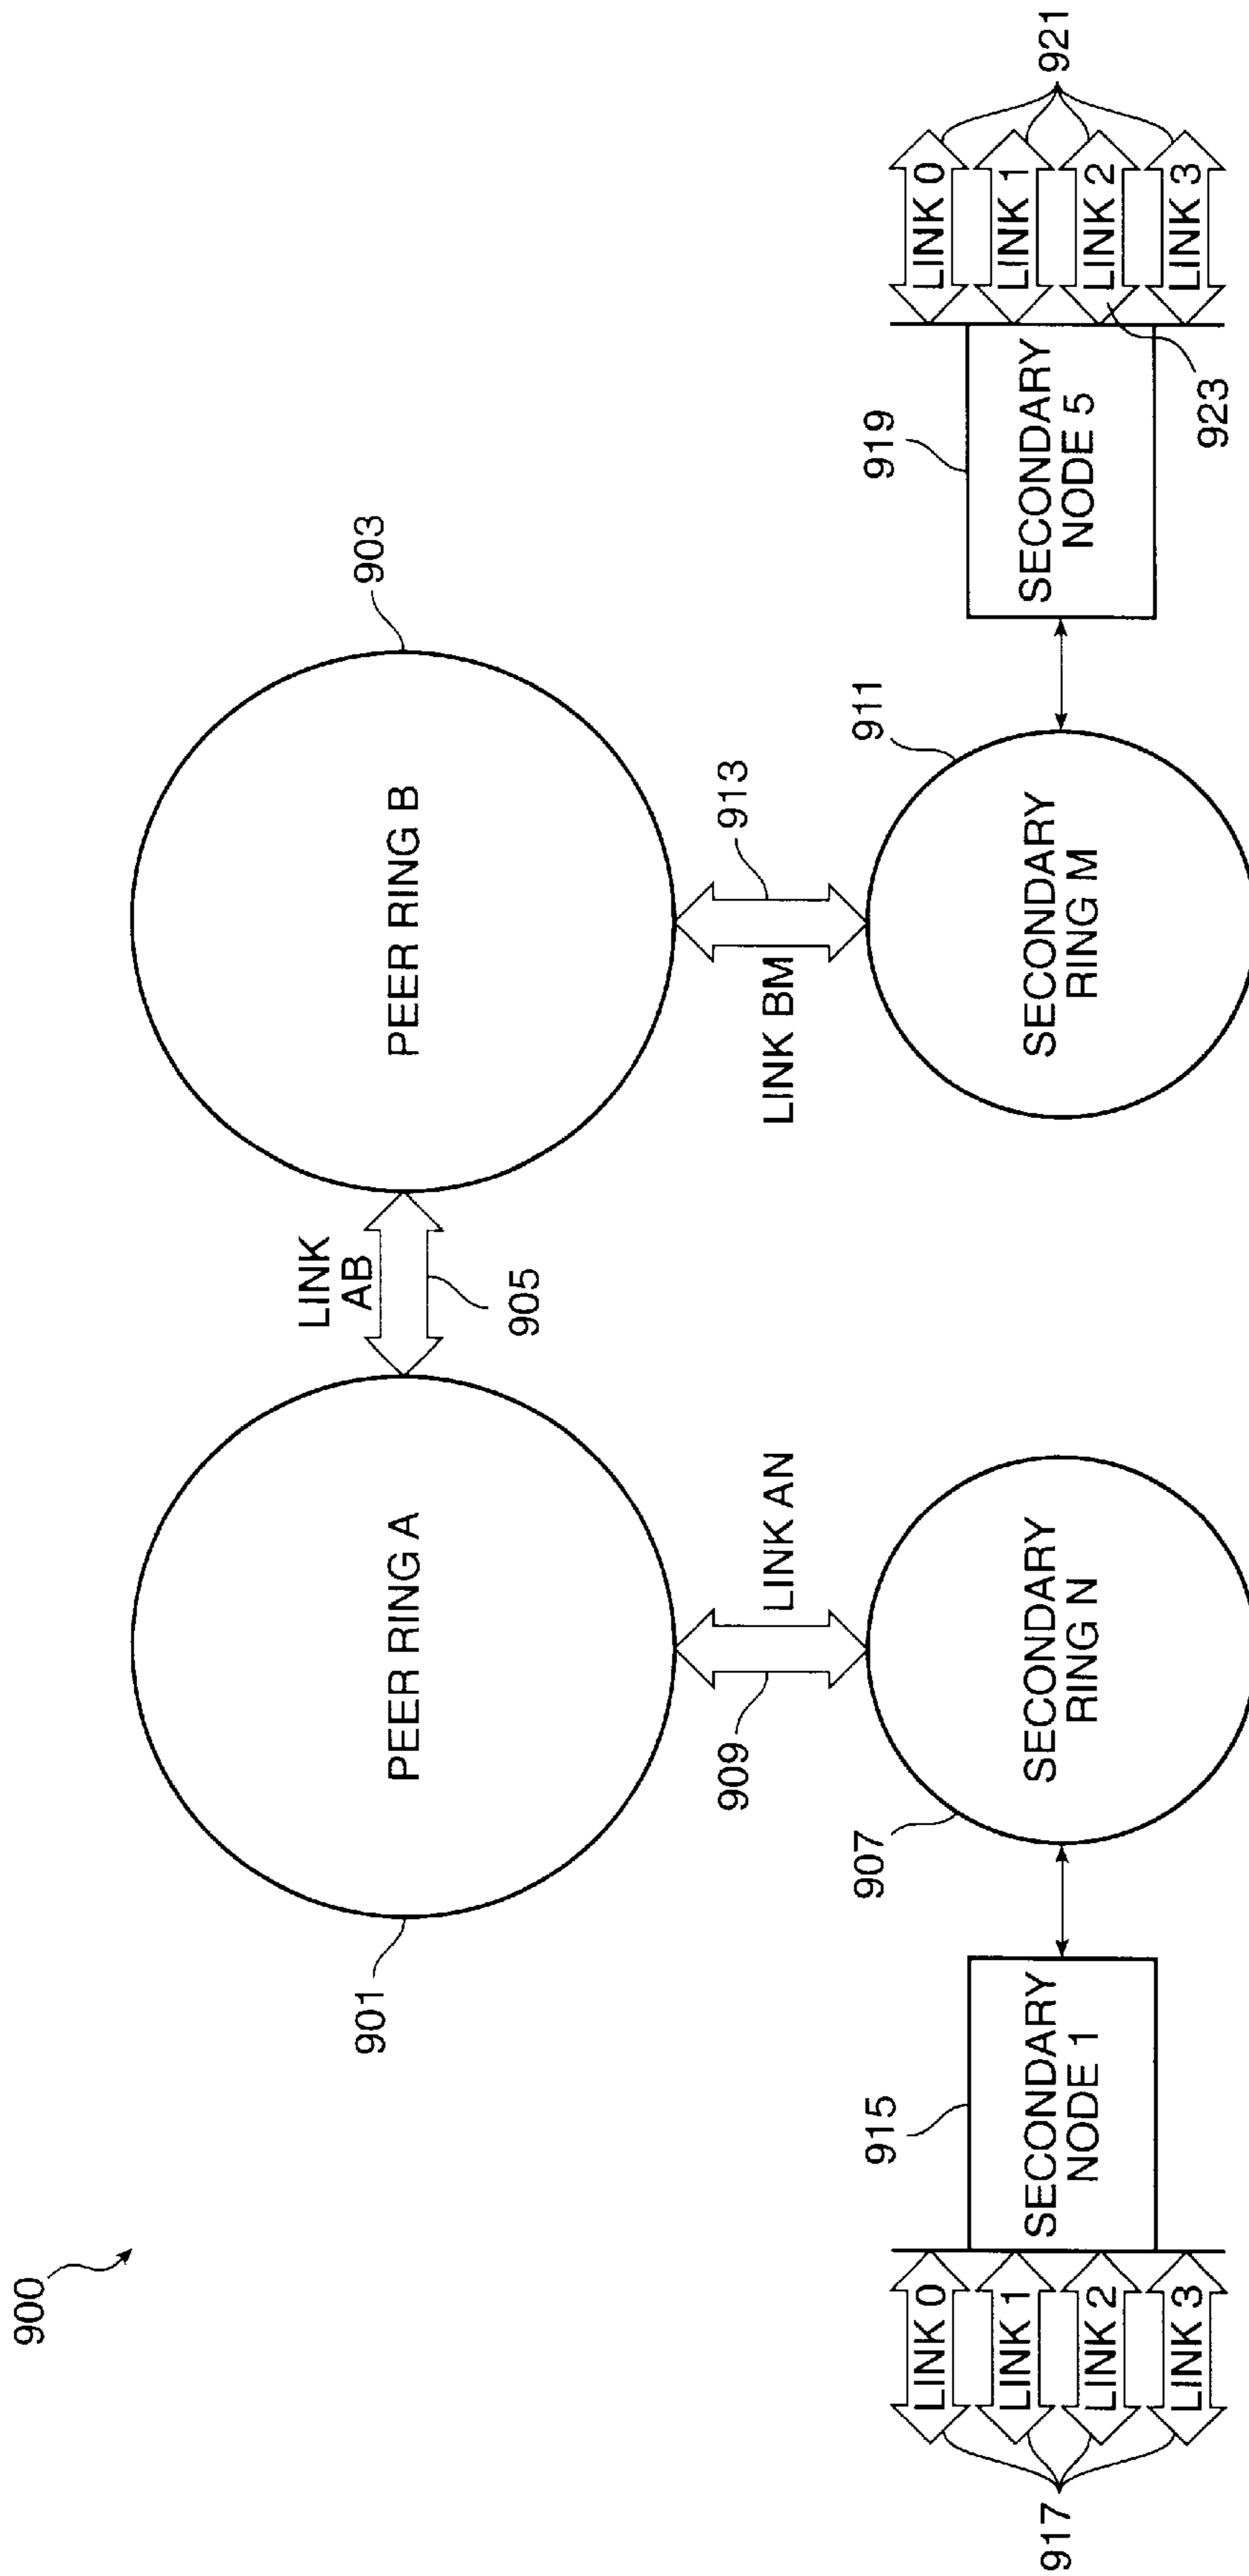 900
901
PEER RING A
LINK
AB
905
PEER RING B
903
909
LINK AN
LINK BM
913
917
LINK 0
LINK 1
LINK 2
LINK 3
915
SECONDARY
NODE 1
907
SECONDARY
RING N
SECONDARY
RING M
911
919
SECONDARY
NODE 5
LINK 0
LINK 1
LINK 2
LINK 3
921
923